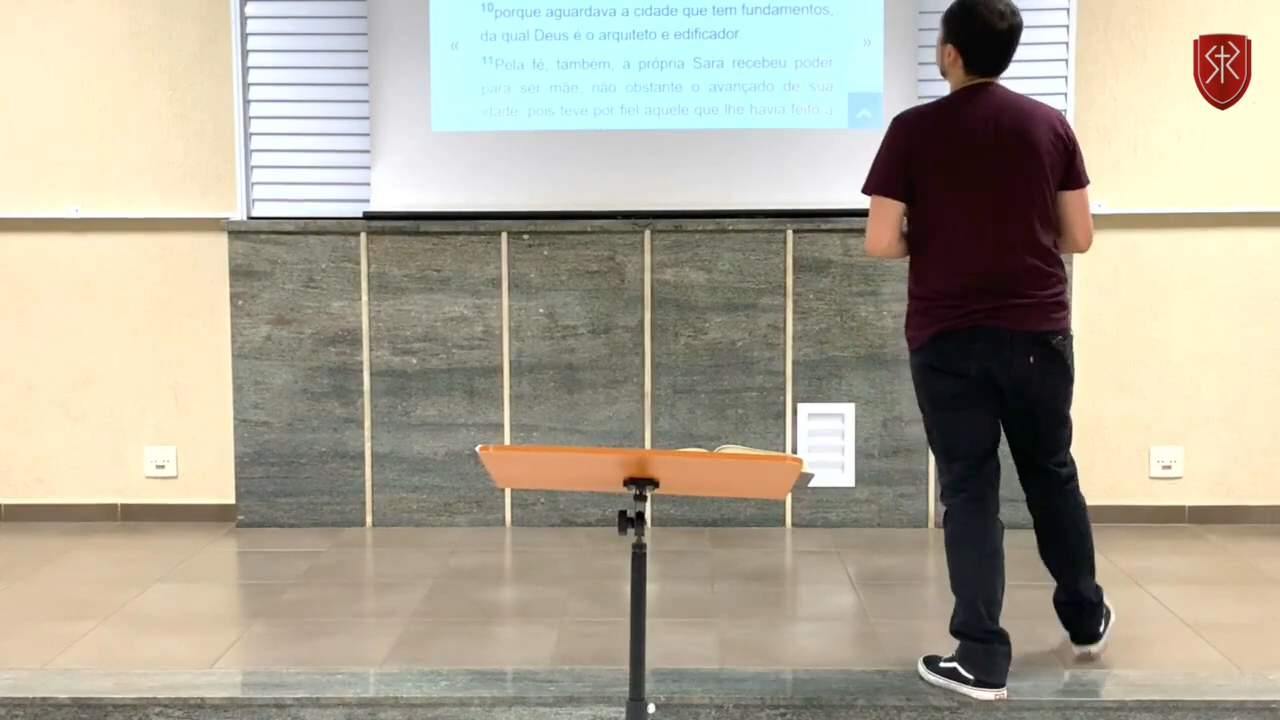 10porque aguardava a cidade que tem fundamentos,
da qual Deus é o arquiteto e edificador.
« »
11Pela fé, também, a própria Sara recebeu poder
para ser mãe, não obstante o avançado de sua
idade, pois teve por fiel aquele que lhe havia feito a